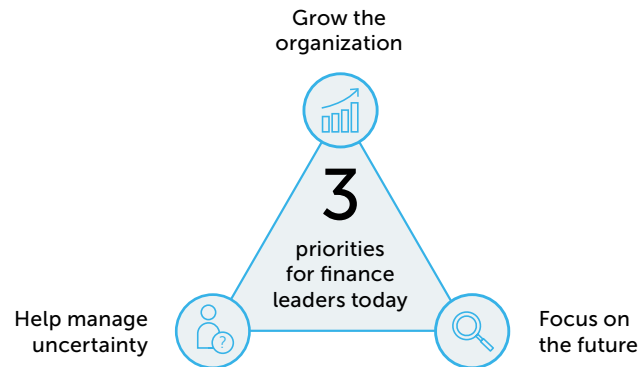 Grow the
organization
3
priorities
for finance
leaders today
Help manage
uncertainty
?
Focus on
the future